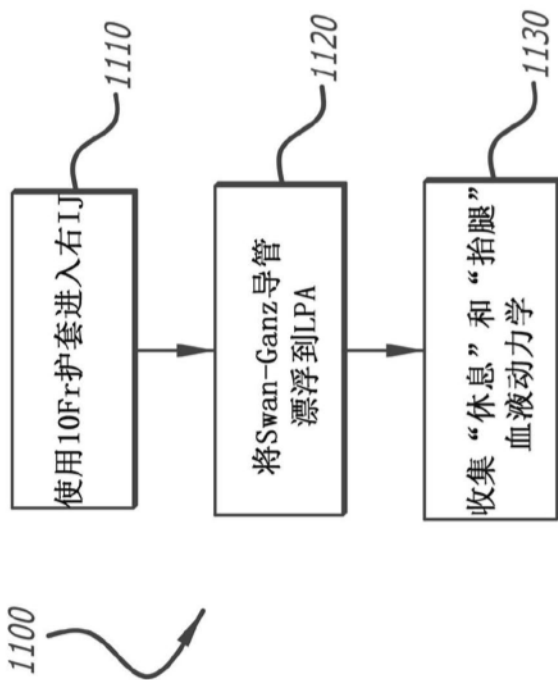 1100
使用10Fr护套进入右IJ
1110
将Swan-Ganz导管
漂浮到LPA
1120
收集“休息”和“抬腿”
血液动力学
1130